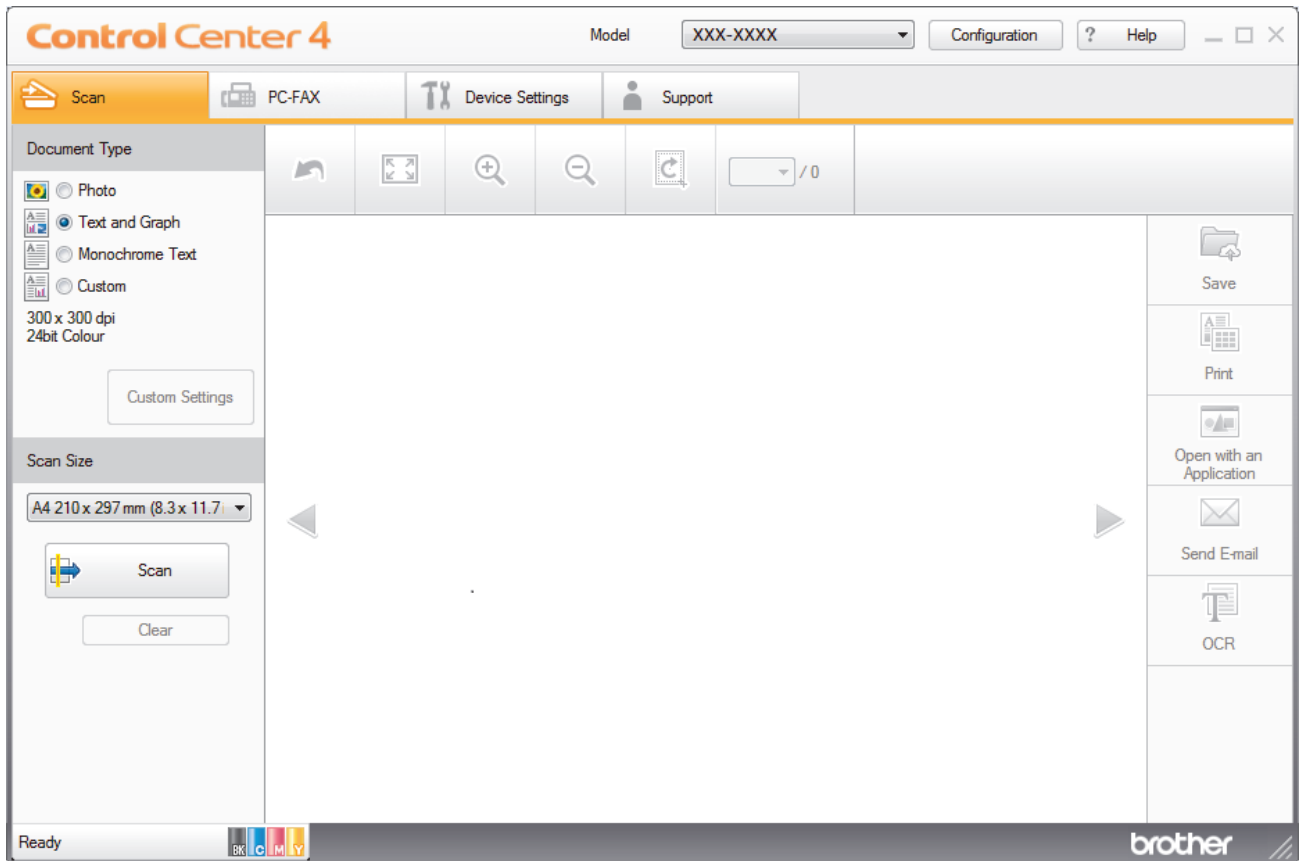 Control Center 4
Model XXX-XXXX Configuration ? Help
Scan PC-FAX Device Settings Support
Document Type
Photo
Text and Graph
Monochrome Text
Custom
300 x 300 dpi
24bit Colour
Custom Settings
Scan Size
A4 210 x 297 mm (8.3 x 11.7
Scan
Clear
/ 0
Save
Print
Open with an
Application
Send E-mail
OCR
Ready BK C M Y brother